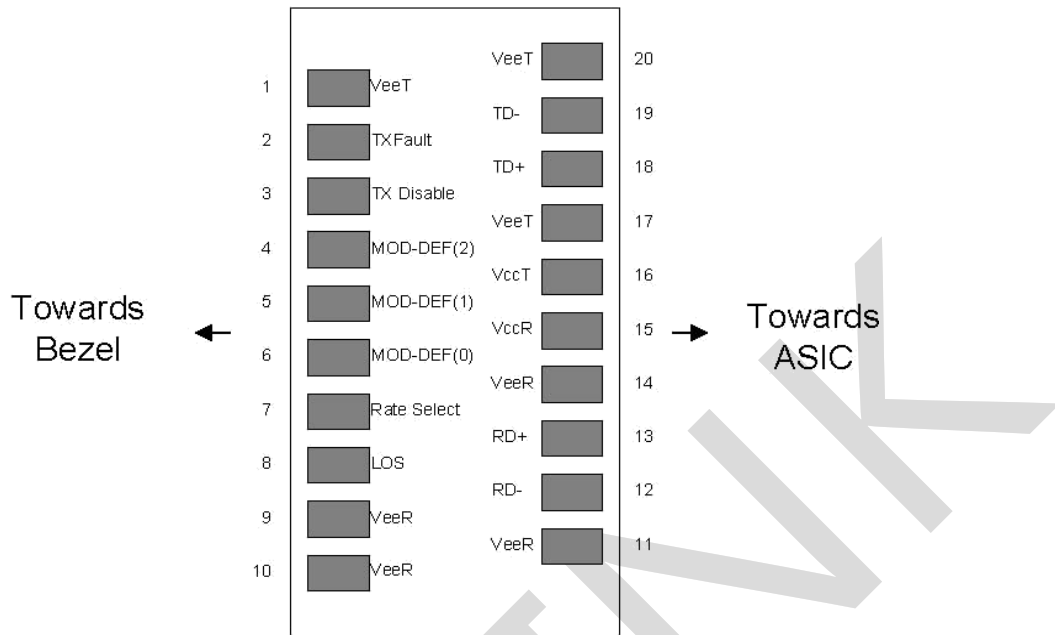 VeeT 20
1 VeeT
TD- 19
2 TXFault
TD+ 18
3 TX Disable
VeeT 17
4 MOD-DEF(2)
VccT 16
5 MOD-DEF(1)
Towards
Bezel
VccR 15
Towards
ASIC
6 MOD-DEF(0)
VeeR 14
7 Rate Select
RD+ 13
8 LOS
RD- 12
9 VeeR
VeeR 11
10 VeeR